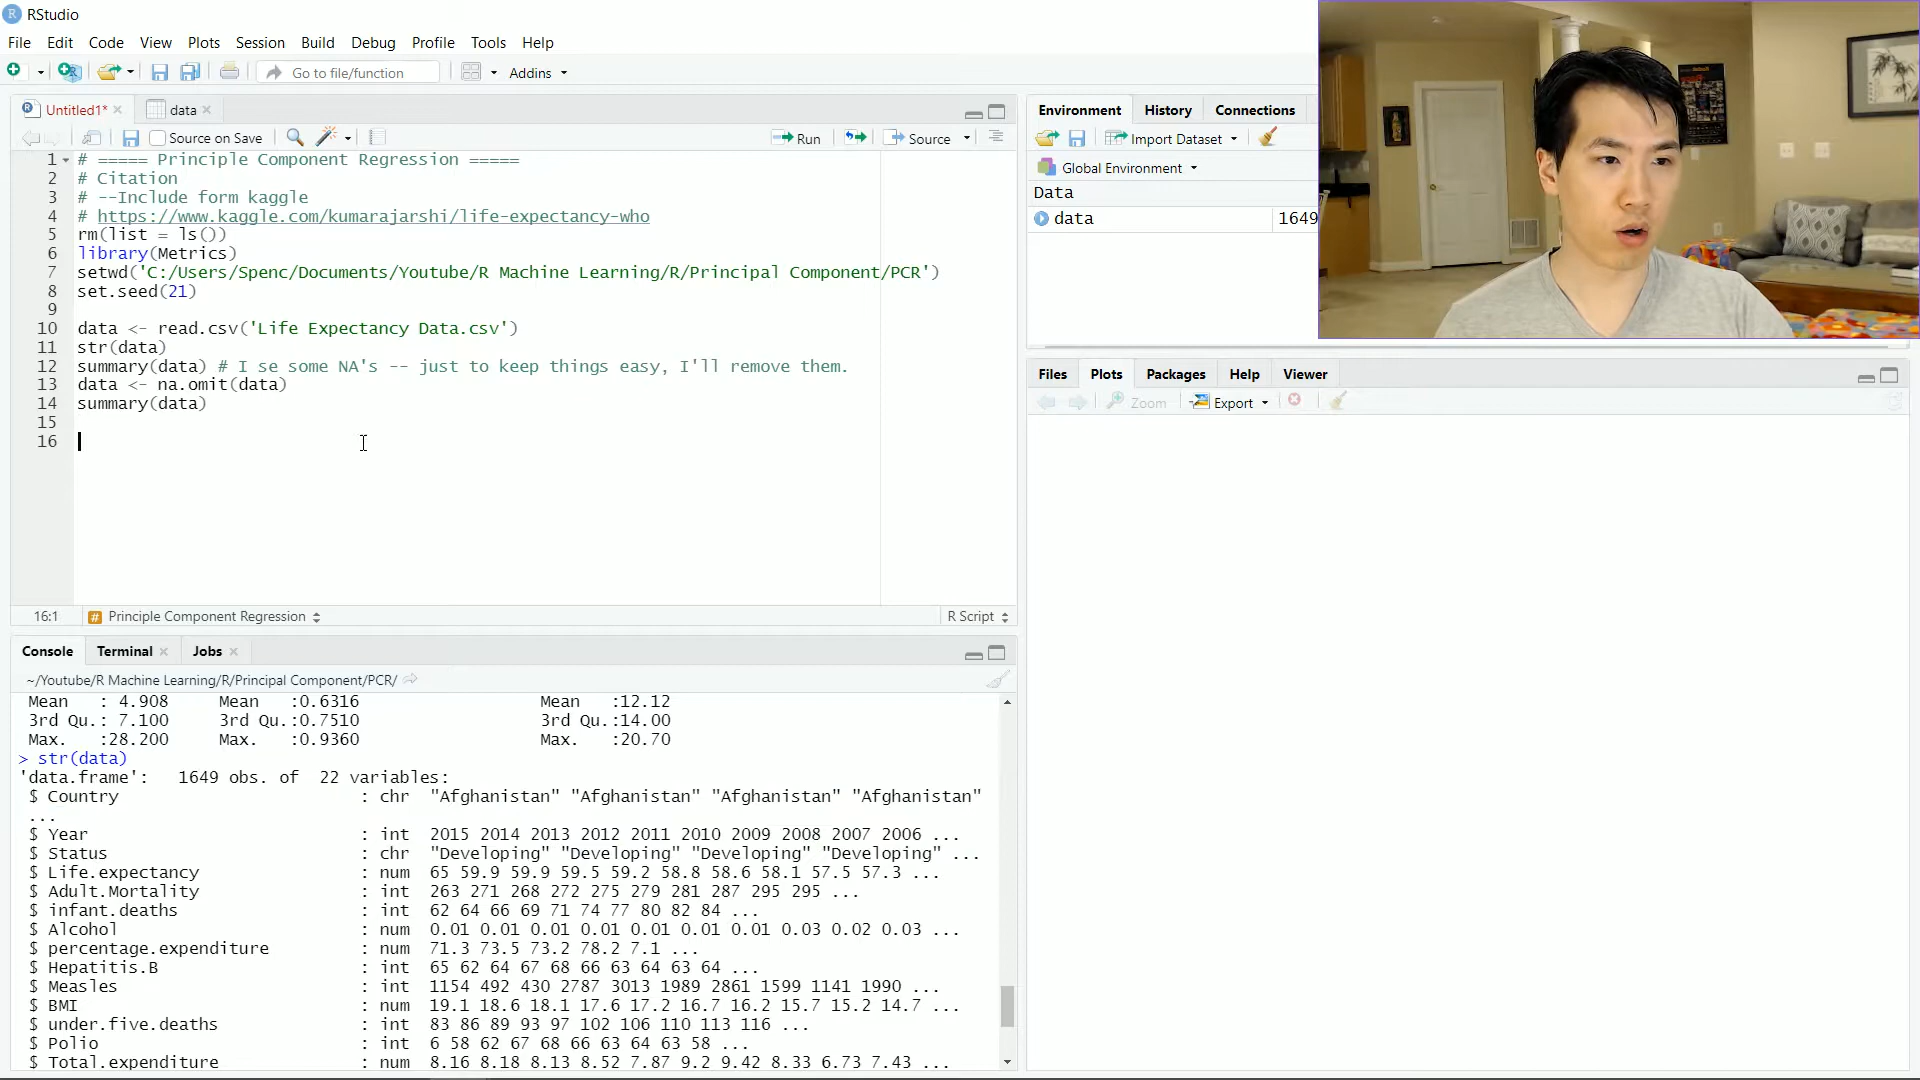 RStudio
File Edit Code View Plots Session Build Debug Profile Tools Help
Go to file/function Addins
Untitled1* data
Source on Save Run Source
1 # ===== Principle Component Regression =====
2 # Citation
3 # --Include form kaggle
4 # https://www.kaggle.com/kumarajarshi/life-expectancy-who
5 rm(list = ls())
6 library(Metrics)
7 setwd('C:/Users/Spenc/Documents/Youtube/R Machine Learning/R/Principal Component/PCR')
8 set.seed(21)
9
10 data <- read.csv('Life Expectancy Data.csv')
11 str(data)
12 summary(data) # I se some NA's -- just to keep things easy, I'll remove them.
13 data <- na.omit(data)
14 summary(data)
15
16
16:1 # Principle Component Regression R Script
Console Terminal Jobs
~/Youtube/R Machine Learning/R/Principal Component/PCR/
Mean : 4.908 Mean :0.6316 Mean :12.12
3rd Qu.: 7.100 3rd Qu.:0.7510 3rd Qu.:14.00
Max. :28.200 Max. :0.9360 Max. :20.70
> str(data)
'data.frame': 1649 obs. of 22 variables:
$ Country : chr "Afghanistan" "Afghanistan" "Afghanistan" "Afghanistan"
...
$ Year : int 2015 2014 2013 2012 2011 2010 2009 2008 2007 2006 ...
$ Status : chr "Developing" "Developing" "Developing" "Developing" ...
$ Life.expectancy : num 65 59.9 59.9 59.5 59.2 58.8 58.6 58.1 57.5 57.3 ...
$ Adult.Mortality : int 263 271 268 272 275 279 281 287 295 295 ...
$ infant.deaths : int 62 64 66 69 71 74 77 80 82 84 ...
$ Alcohol : num 0.01 0.01 0.01 0.01 0.01 0.01 0.01 0.03 0.02 0.03 ...
$ percentage.expenditure : num 71.3 73.5 73.2 78.2 7.1 ...
$ Hepatitis.B : int 65 62 64 67 68 66 63 64 63 64 ...
$ Measles : int 1154 492 430 2787 3013 1989 2861 1599 1141 1990 ...
$ BMI : num 19.1 18.6 18.1 17.6 17.2 16.7 16.2 15.7 15.2 14.7 ...
$ under.five.deaths : int 83 86 89 93 97 102 106 110 113 116 ...
$ Polio : int 6 58 62 67 68 66 63 64 63 58 ...
$ Total.expenditure : num 8.16 8.18 8.13 8.52 7.87 9.2 9.42 8.33 6.73 7.43 ...
Environment History Connections
Import Dataset
Global Environment
Data
data 1649
Files Plots Packages Help Viewer
Zoom Export